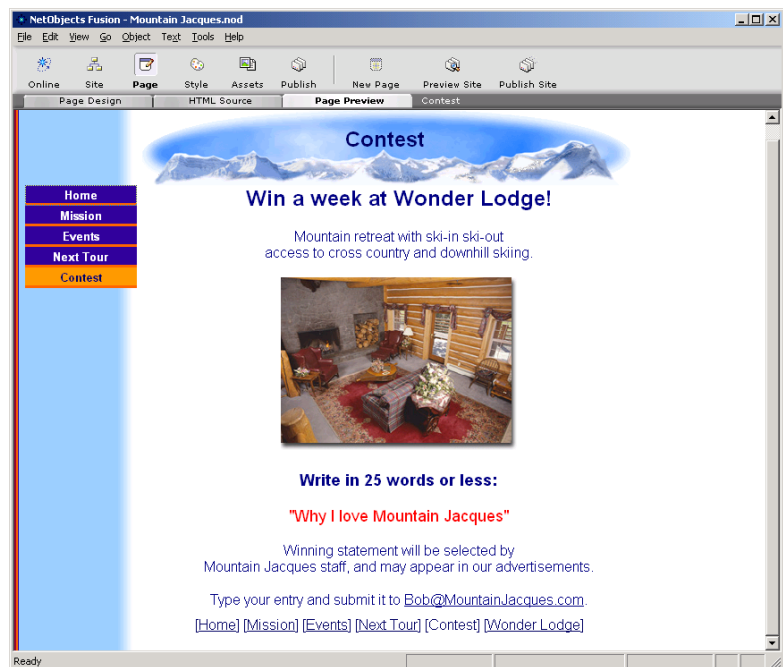 NetObjects Fusion - Mountain Jacques.nod
File Edit View Go Object Text Tools Help
Online Site Page Style Assets Publish New Page Preview Site Publish Site
Page Design HTML Source Page Preview Contest
Contest
Home
Mission
Events
Next Tour
Contest
Win a week at Wonder Lodge!
Mountain retreat with ski-in ski-out
access to cross country and downhill skiing.
Write in 25 words or less:
"Why I love Mountain Jacques"
Winning statement will be selected by
Mountain Jacques staff, and may appear in our advertisements.
Type your entry and submit it to Bob@MountainJacques.com.
[Home] [Mission] [Events] [Next Tour] [Contest] [Wonder Lodge]
Ready